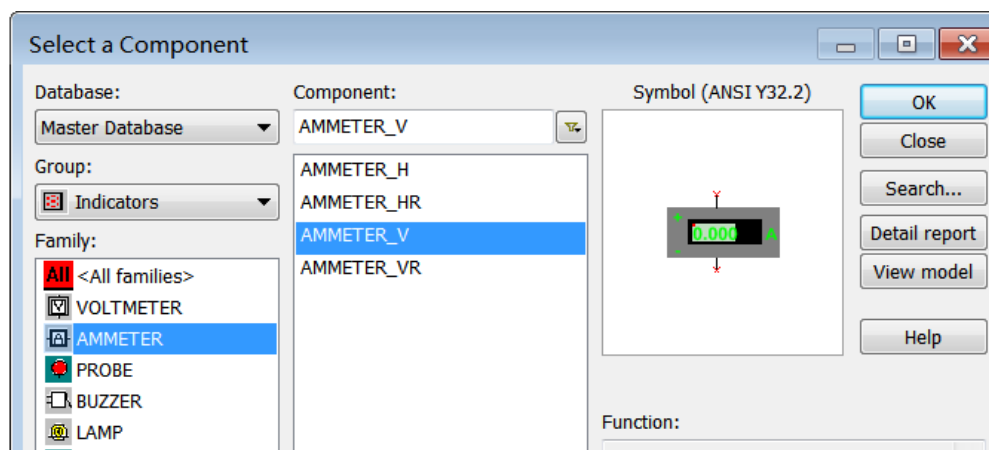 Select a Component
Database:
Master Database
Group:
Indicators
Family:
All <All families>
VOLTMETER
AMMETER
PROBE
BUZZER
LAMP
Component:
AMMETER_V
AMMETER_H
AMMETER_HR
AMMETER_V
AMMETER_VR
Symbol (ANSI Y32.2)
+
0.000 A
-
Function:
OK
Close
Search...
Detail report
View model
Help